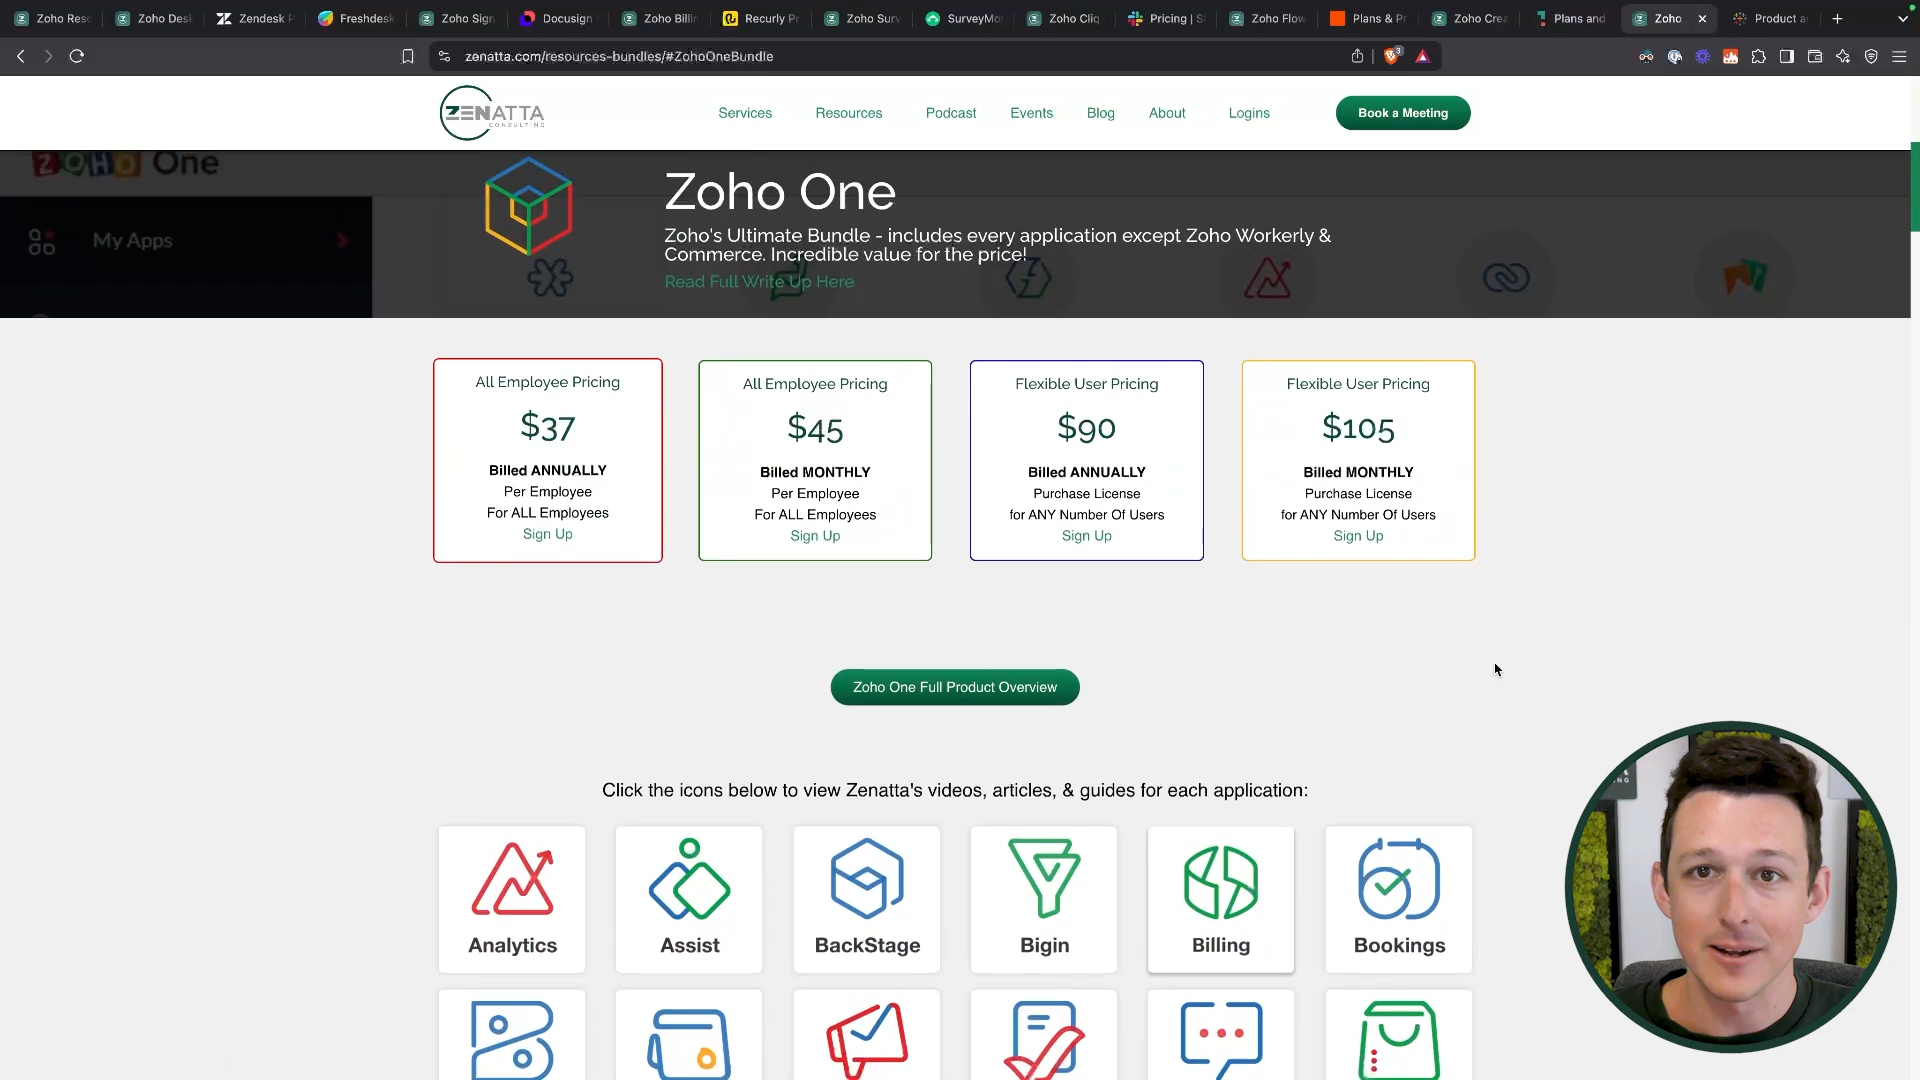 Zoho Reso
Zoho Desk
Zendesk P
Freshdesk
Zoho Sign
Docusign
Zoho Billin
Recurly Pr
Zoho Surv
SurveyMon
Zoho Cliq
Pricing | Sl
Zoho Flow
Plans & Pr
Zoho Crea
Plans and
Zoho
Product a
zenatta.com/resources-bundles/#ZohoOneBundle
3
ZENATTA
CONSULTING
Services
Resources
Podcast
Events
Blog
About
Logins
Book a Meeting
ZOHO One
My Apps
Zoho One
Zoho's Ultimate Bundle - includes every application except Zoho Workerly &
Commerce. Incredible value for the price!
Read Full Write Up Here
All Employee Pricing
$37
Billed ANNUALLY
Per Employee
For ALL Employees
Sign Up
All Employee Pricing
$45
Billed MONTHLY
Per Employee
For ALL Employees
Sign Up
Flexible User Pricing
$90
Billed ANNUALLY
Purchase License
for ANY Number Of Users
Sign Up
Flexible User Pricing
$105
Billed MONTHLY
Purchase License
for ANY Number Of Users
Sign Up
Zoho One Full Product Overview
Click the icons below to view Zenatta's videos, articles, & guides for each application:
Analytics
Assist
BackStage
Bigin
Billing
Bookings